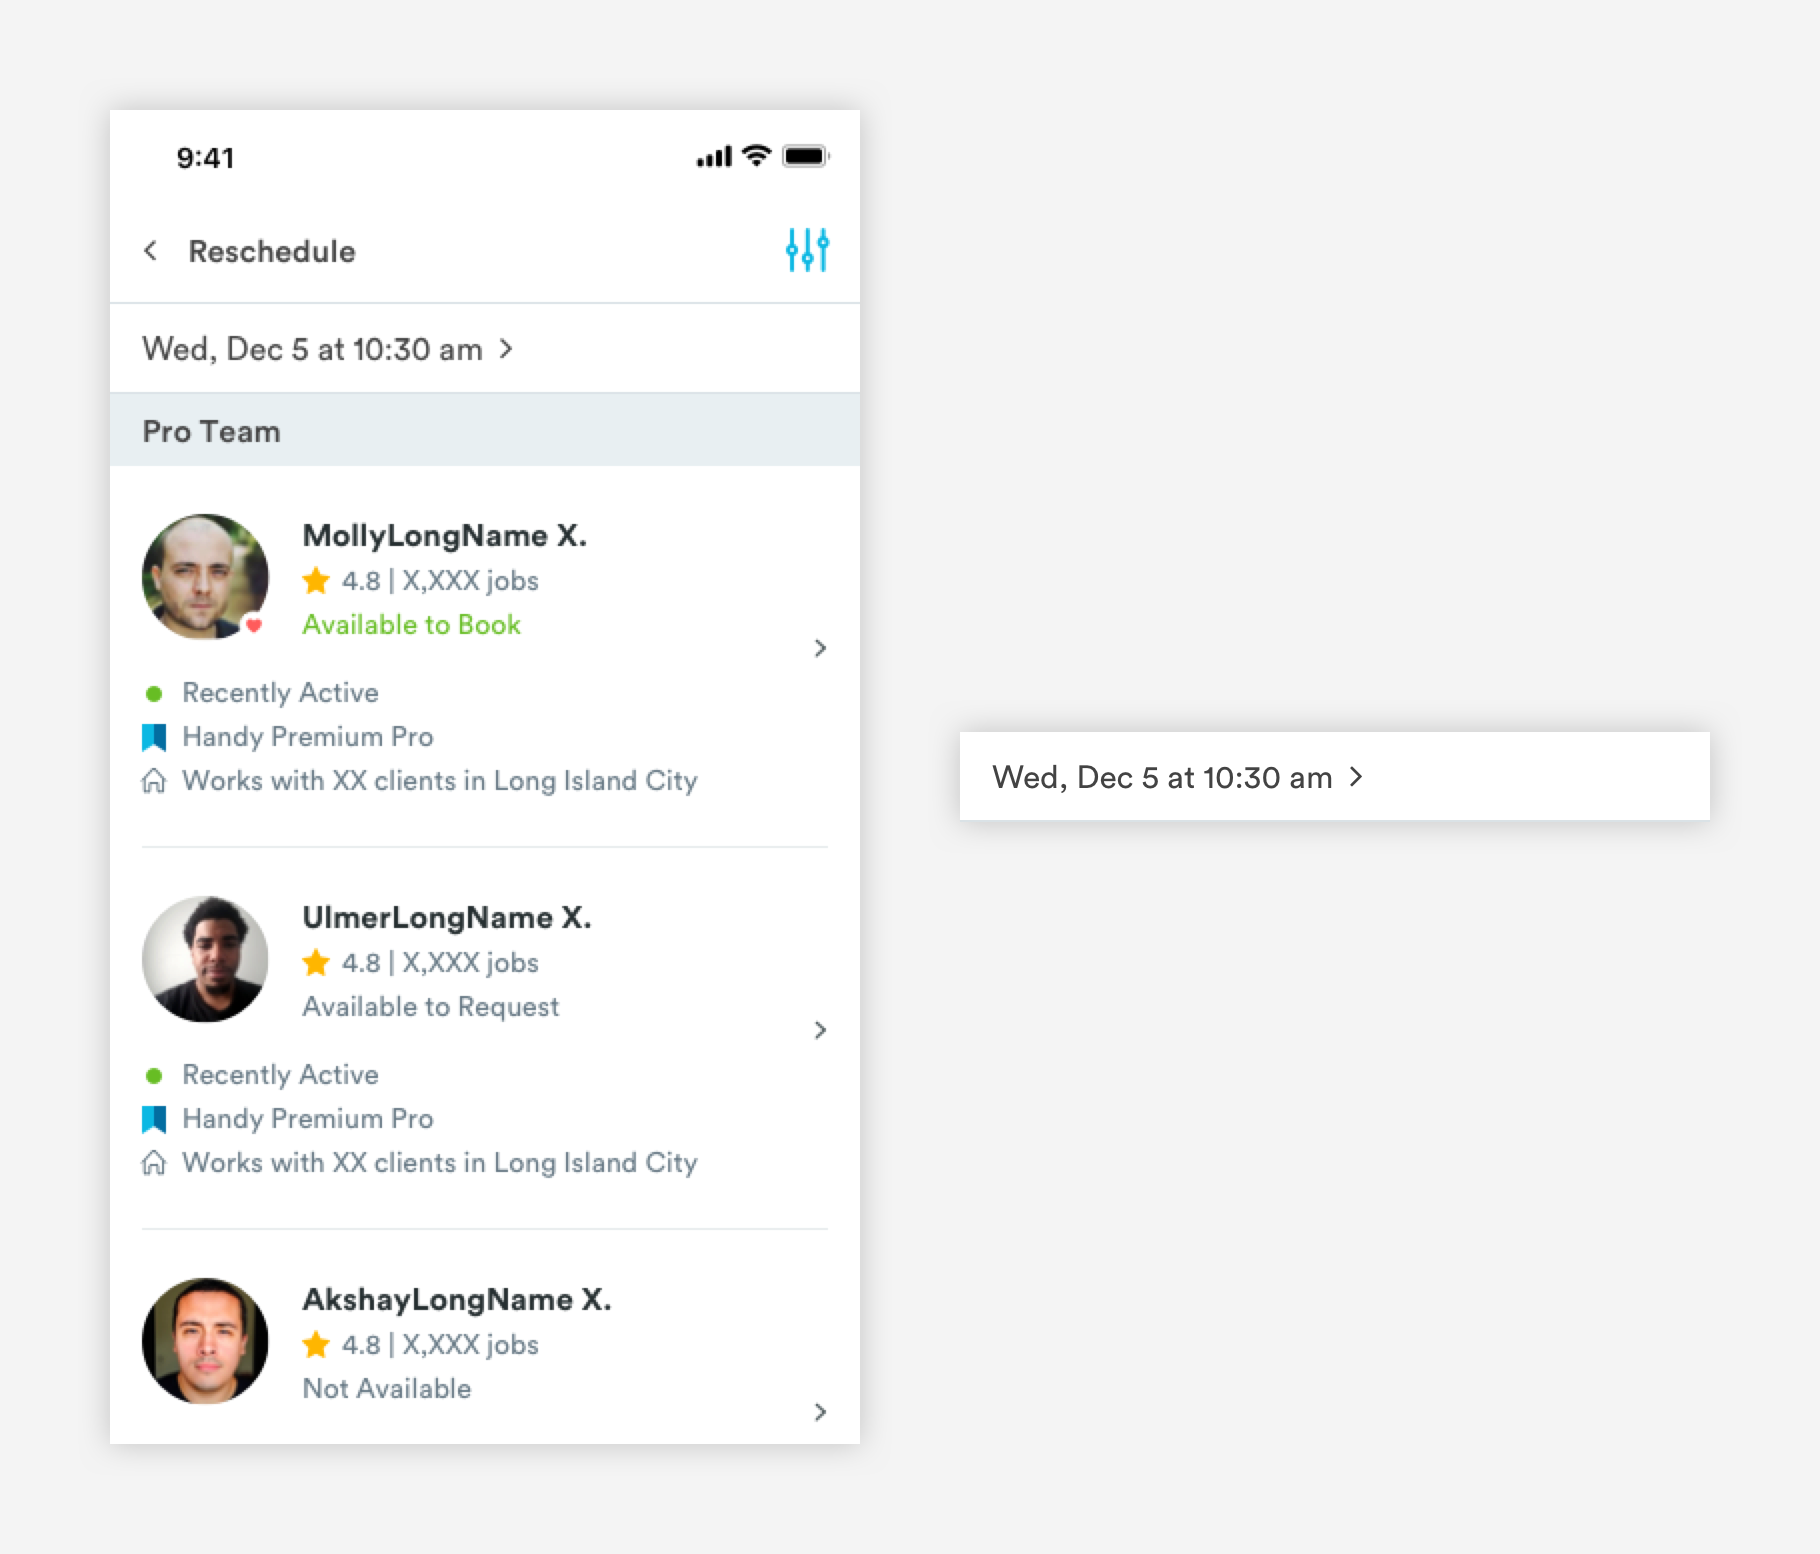 9:41
Reschedule
Wed, Dec 5 at 10:30 am
Pro Team
MollyLongName X.
4.8 | X,XXX jobs
Available to Book
Recently Active
Handy Premium Pro
Works with XX clients in Long Island City
UlmerLongName X.
4.8 | X,XXX jobs
Available to Request
Recently Active
Handy Premium Pro
Works with XX clients in Long Island City
AkshayLongName X.
4.8 | X,XXX jobs
Not Available
Wed, Dec 5 at 10:30 am